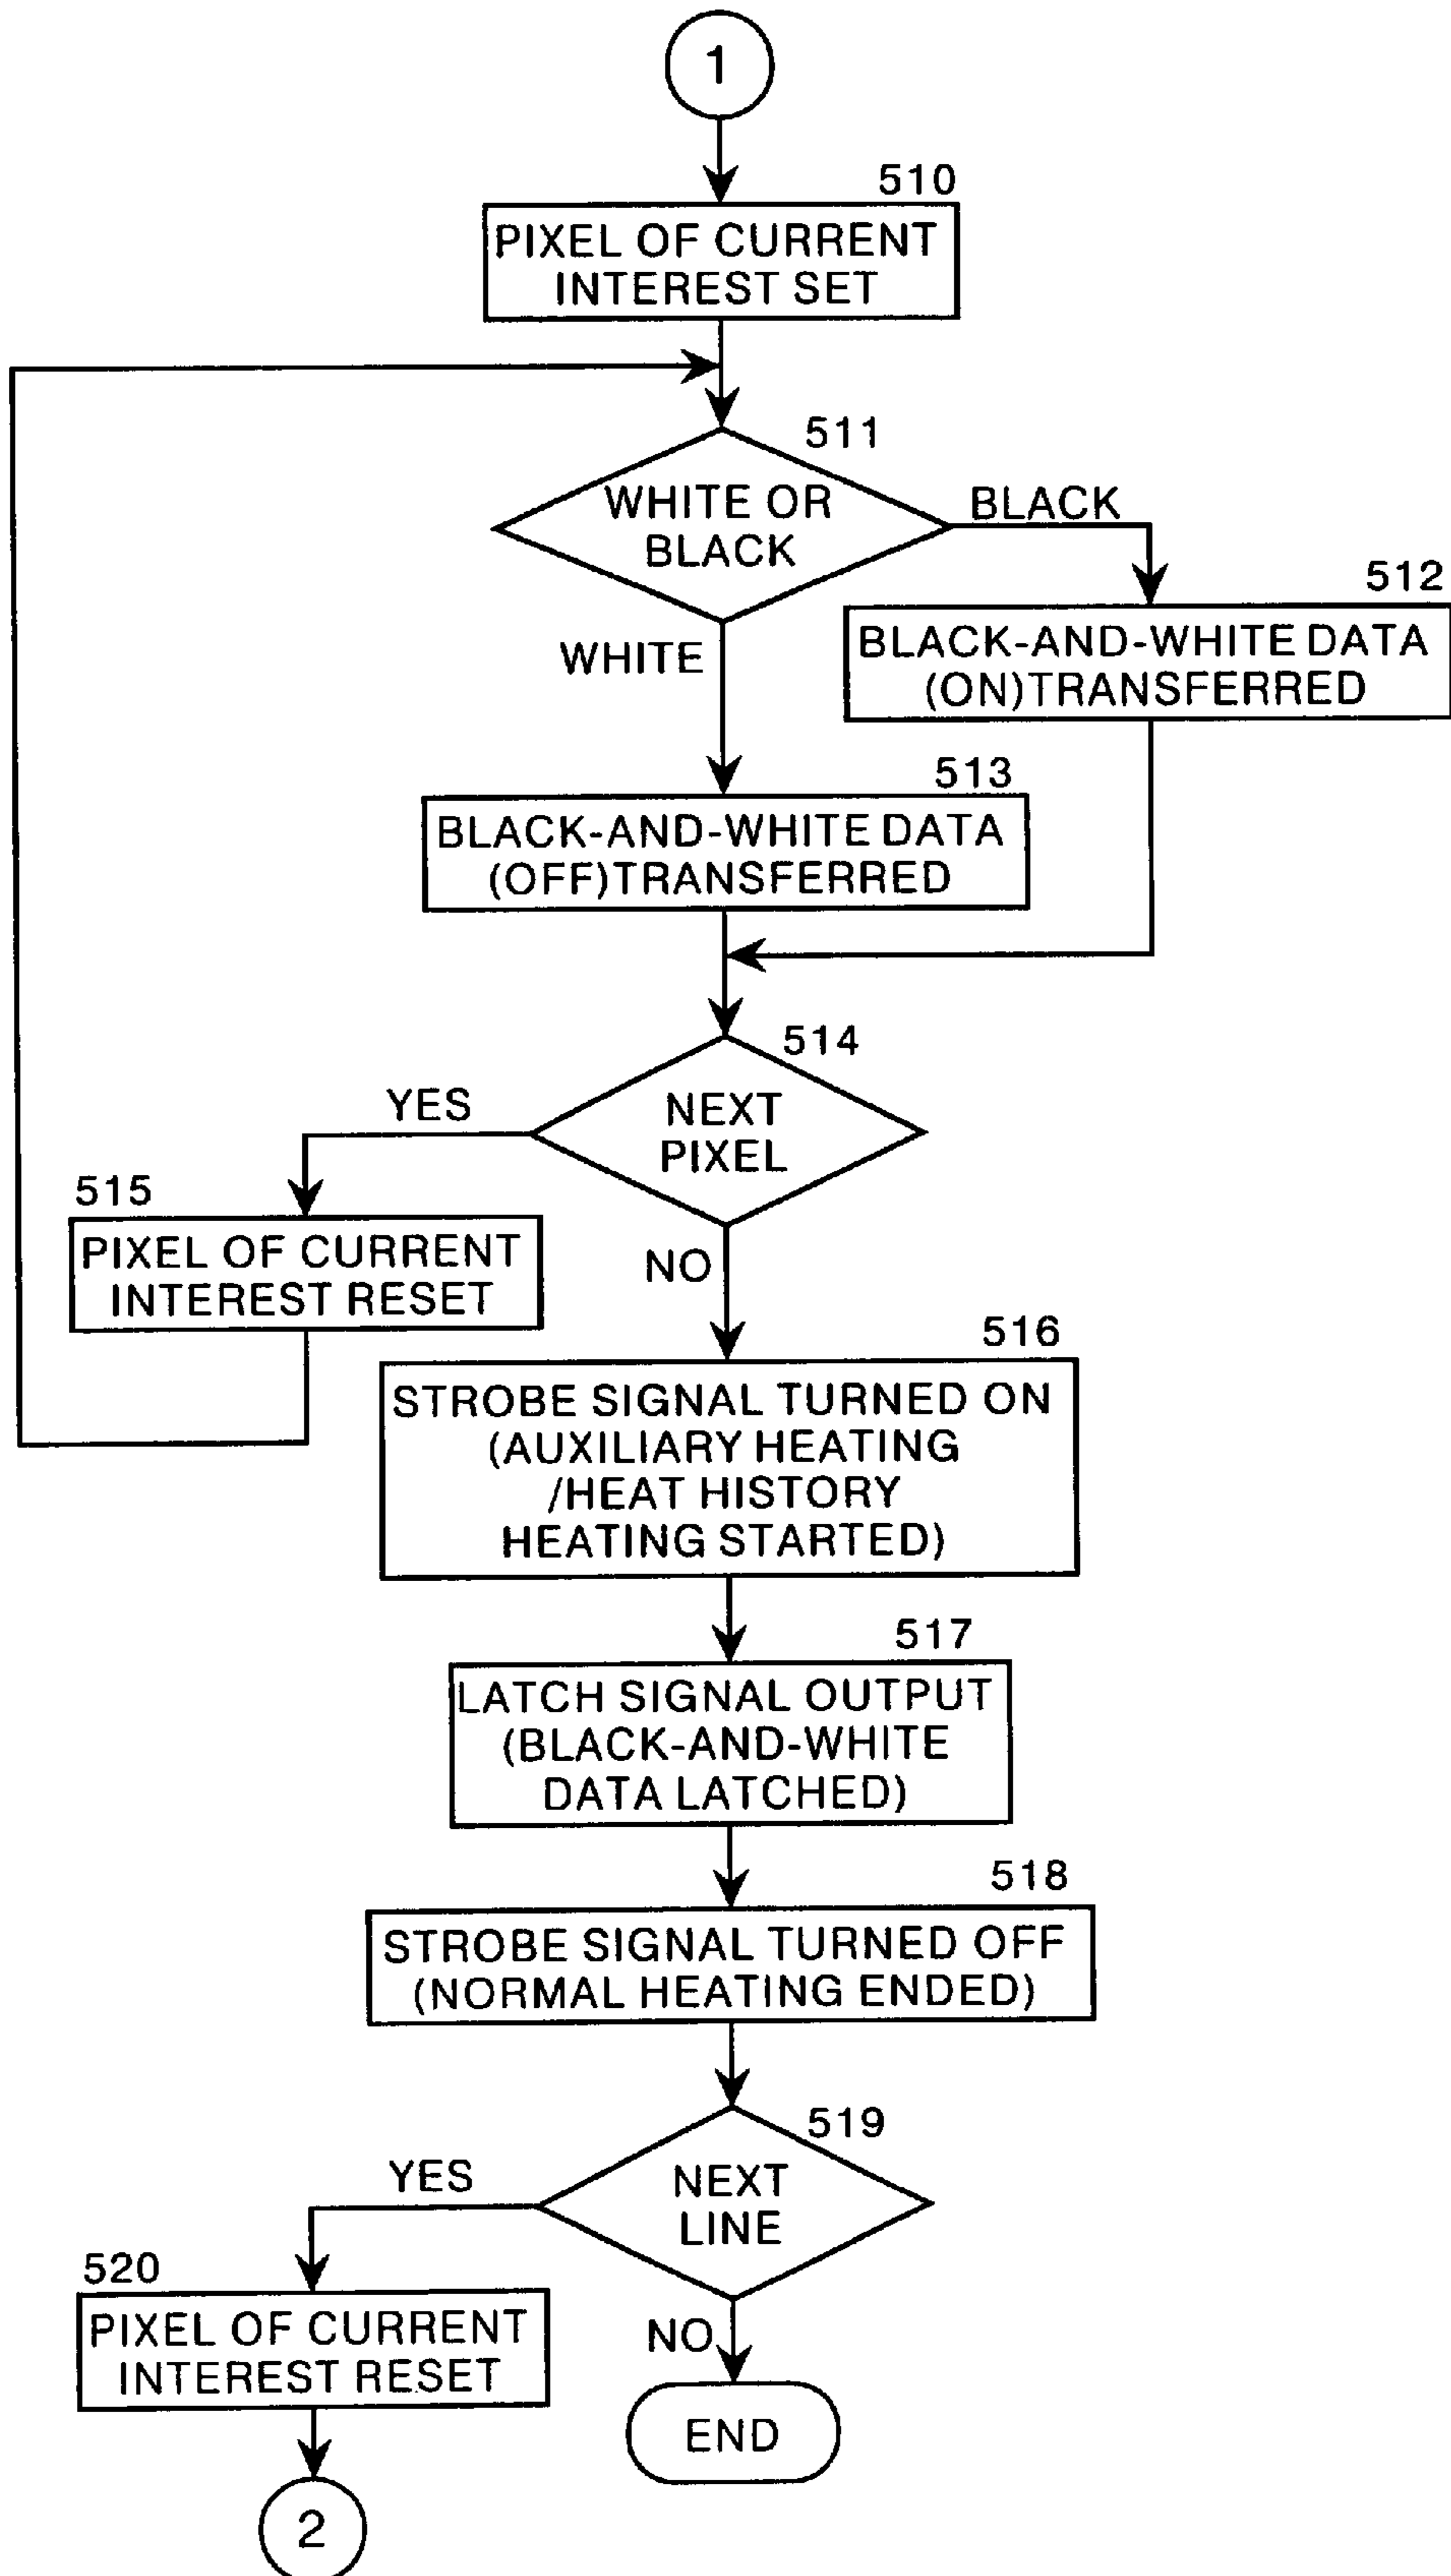 1
510
PIXEL OF CURRENT
INTEREST SET
511
WHITE OR
BLACK
BLACK
WHITE
512
BLACK-AND-WHITE DATA
(ON)TRANSFERRED
513
BLACK-AND-WHITE DATA
(OFF)TRANSFERRED
514
NEXT
PIXEL
YES
NO
515
PIXEL OF CURRENT
INTEREST RESET
516
STROBE SIGNAL TURNED ON
(AUXILIARY HEATING
/HEAT HISTORY
HEATING STARTED)
517
LATCH SIGNAL OUTPUT
(BLACK-AND-WHITE
DATA LATCHED)
518
STROBE SIGNAL TURNED OFF
(NORMAL HEATING ENDED)
519
NEXT
LINE
YES
NO
520
PIXEL OF CURRENT
INTEREST RESET
END
2